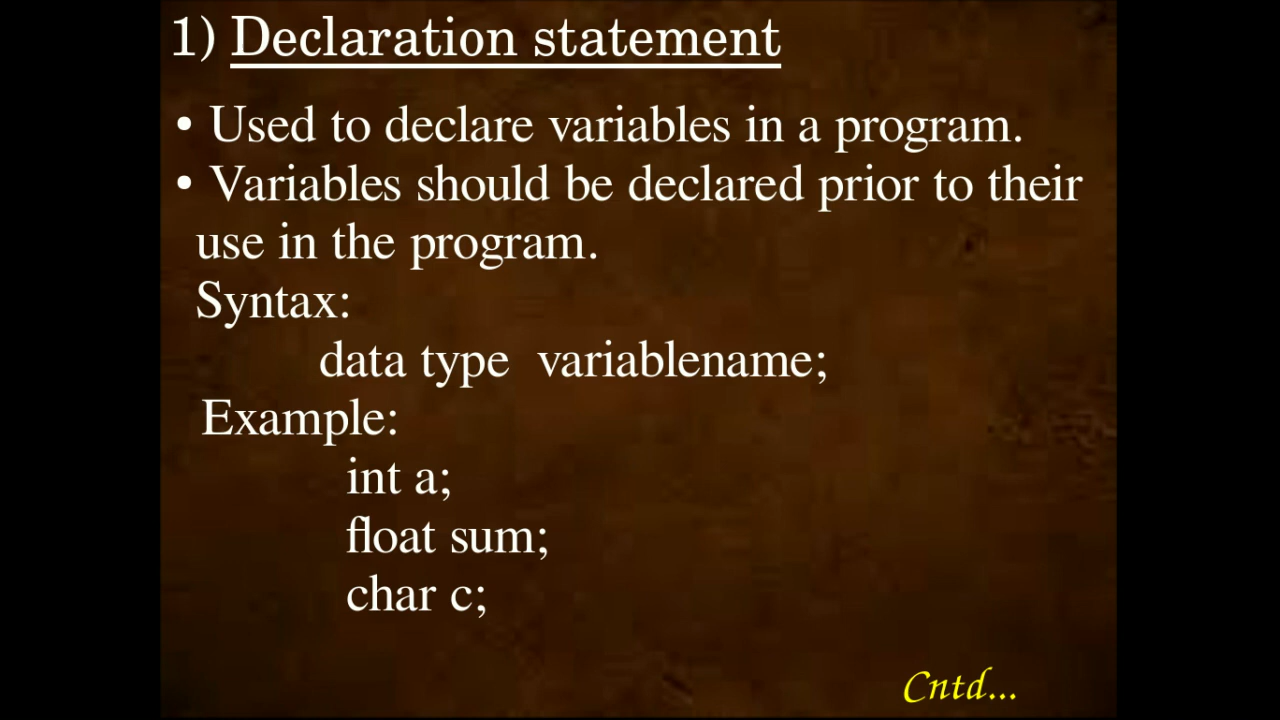 1) Declaration statement
• Used to declare variables in a program.
• Variables should be declared prior to their
use in the program.
Syntax:
data type variablename;
Example:
int a;
float sum;
char c;
Cntd...